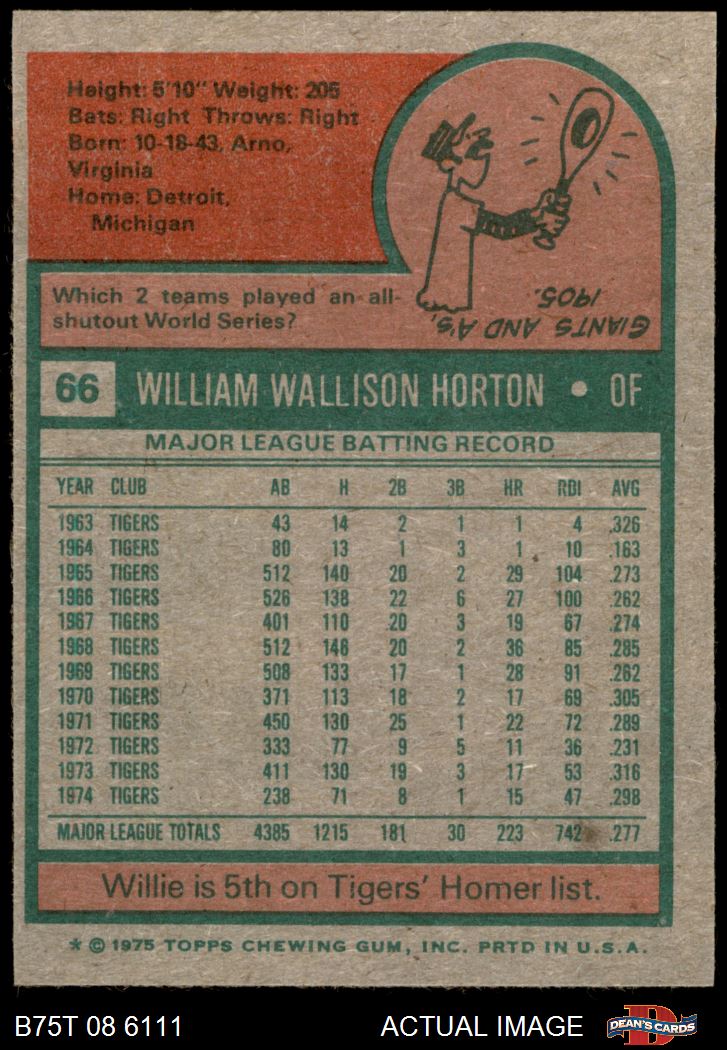 Height: 5'10" Weight: 205
Bats: Right Throws: Right
Born: 10-18-43, Arno,
Virginia
Home: Detroit,
Michigan
Which 2 teams played an all-
shutout World Series?
GIANTS AND A'S,
1905.
66 WILLIAM WALLISON HORTON • OF
MAJOR LEAGUE BATTING RECORD
YEAR CLUB AB H 2B 3B HR RBI AVG
1963 TIGERS 43 14 2 1 1 4 .326
1964 TIGERS 80 13 1 3 1 10 .163
1965 TIGERS 512 140 20 2 29 104 .273
1966 TIGERS 526 138 22 6 27 100 .262
1967 TIGERS 401 110 20 3 19 67 .274
1968 TIGERS 512 146 20 2 36 85 .285
1969 TIGERS 508 133 17 1 28 91 .262
1970 TIGERS 371 113 18 2 17 69 .305
1971 TIGERS 450 130 25 1 22 72 .289
1972 TIGERS 333 77 9 5 11 36 .231
1973 TIGERS 411 130 19 3 17 53 .316
1974 TIGERS 238 71 8 1 15 47 .298
MAJOR LEAGUE TOTALS 4385 1215 181 30 223 742 .277
Willie is 5th on Tigers' Homer list.
* © 1975 TOPPS CHEWING GUM, INC. PRTD IN U.S.A.
B75T 08 6111 ACTUAL IMAGE DEAN'S CARDS